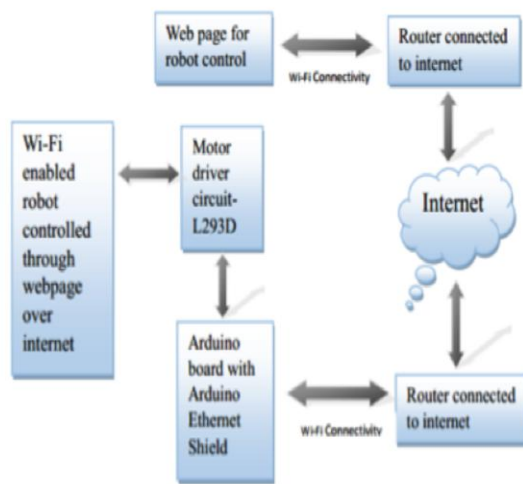 Web page for
robot control
Wi-Fi Connectivity
Router connected
to internet
Wi-Fi
enabled
robot
controlled
through
webpage
over
internet
Motor
driver
circuit-
L293D
Internet
Arduino
board with
Arduino
Ethernet
Shield
Wi-Fi Connectivity
Router connected
to internet